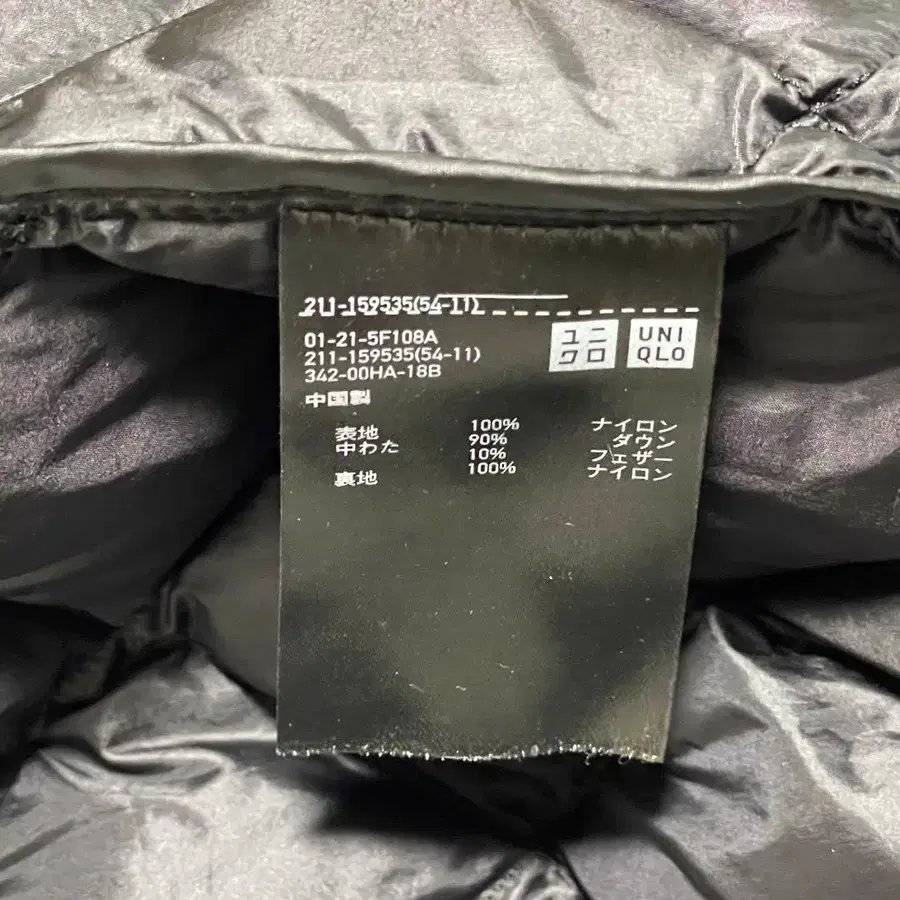 211-159535(54-11)
01-21-5F108A
211-159535(54-11)
342-00HA-18B
ユニクロ UNIQLO
中国製
表地 100% ナイロン
中わた 90% ダウン
10% フェザー
裏地 100% ナイロン